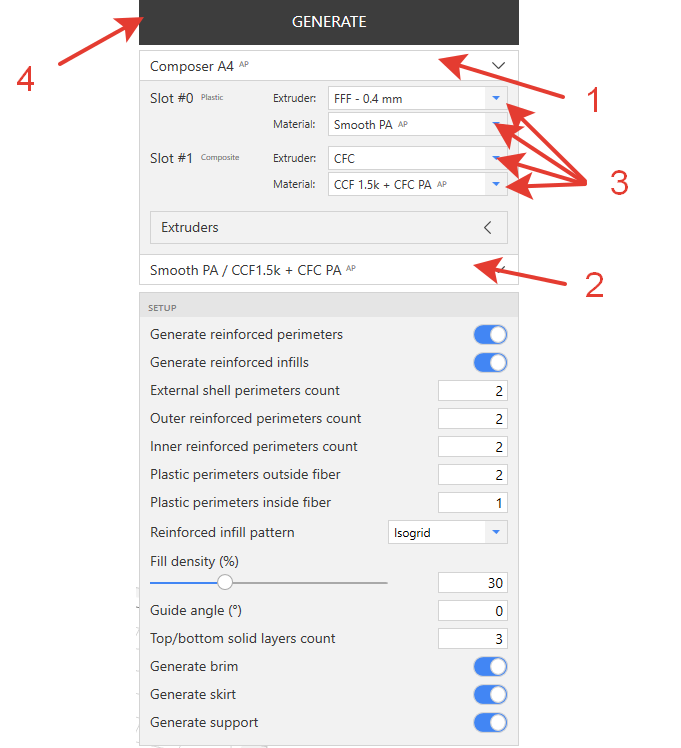 GENERATE
4
Composer A4 AP
1
Slot #0 Plastic Extruder: FFF - 0.4 mm
Material: Smooth PA AP
Slot #1 Composite Extruder: CFC
3
Material: CCF 1.5k + CFC PA AP
Extruders
Smooth PA / CCF1.5k + CFC PA AP
2
SETUP
Generate reinforced perimeters
Generate reinforced infills
External shell perimeters count 2
Outer reinforced perimeters count 2
Inner reinforced perimeters count 2
Plastic perimeters outside fiber 2
Plastic perimeters inside fiber 1
Reinforced infill pattern Isogrid
Fill density (%)
30
Guide angle (°) 0
Top/bottom solid layers count 3
Generate brim
Generate skirt
Generate support